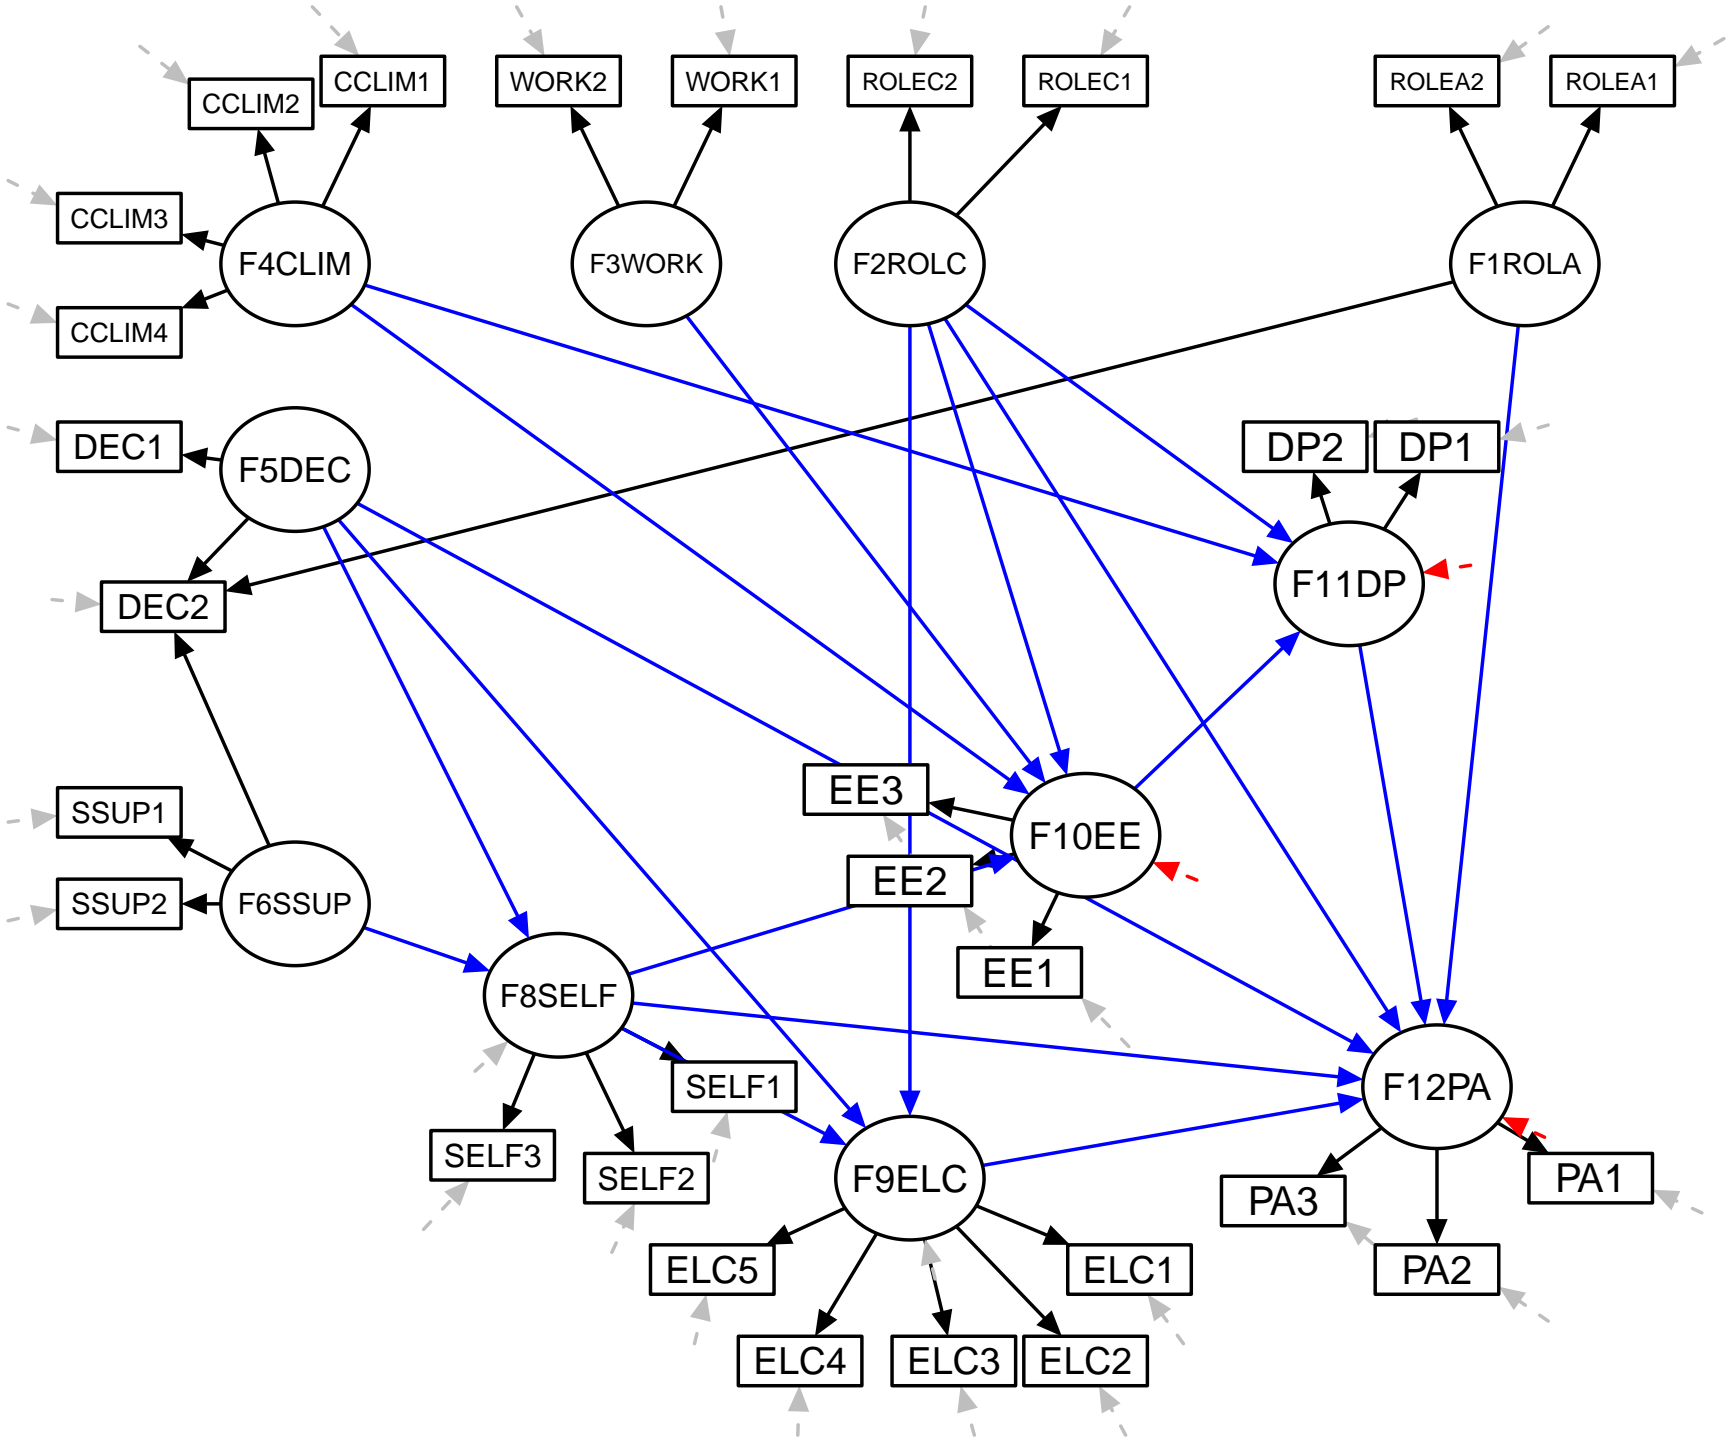 CCLIM1
WORK2
WORK1
ROLEC2
ROLEC1
ROLEA2
ROLEA1
CCLIM2
CCLIM3
F4CLIM
F3WORK
F2ROLC
F1ROLA
CCLIM4
DEC1
F5DEC
DP2
DP1
DEC2
F11DP
SSUP1
EE3
F10EE
SSUP2
F6SSUP
EE2
EE1
F8SELF
SELF1
F12PA
SELF3
SELF2
F9ELC
PA3
PA1
ELC5
ELC1
PA2
ELC4
ELC3
ELC2